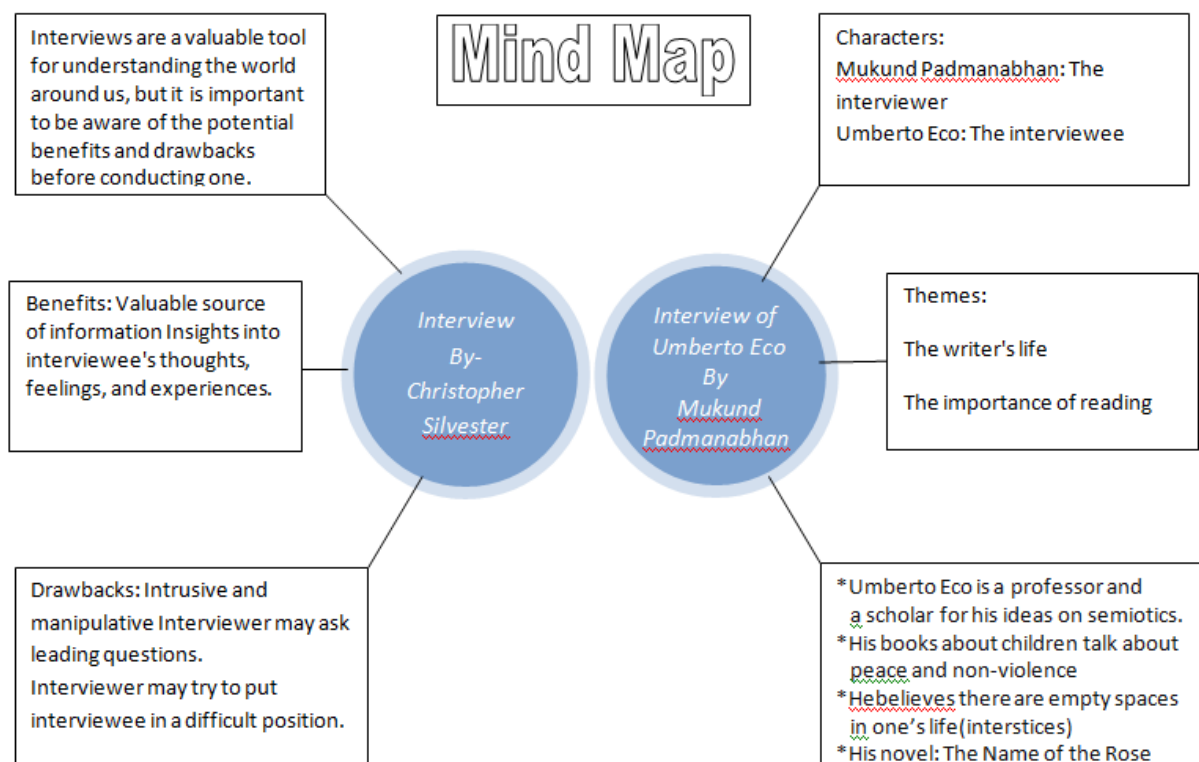 Mind Map
Interviews are a valuable tool
for understanding the world
around us, but it is important
to be aware of the potential
benefits and drawbacks
before conducting one.
Benefits: Valuable source
of information Insights into
interviewee's thoughts,
feelings, and experiences.
Drawbacks: Intrusive and
manipulative Interviewer may ask
leading questions.
Interviewer may try to put
interviewee in a difficult position.
Interview
By-
Christopher
Silvester
Interview of
Umberto Eco
By
Mukund
Padmanabhan
Characters:
Mukund Padmanabhan: The
interviewer
Umberto Eco: The interviewee
Themes:
The writer's life
The importance of reading
*Umberto Eco is a professor and
a scholar for his ideas on semiotics.
*His books about children talk about
peace and non-violence
*Hebelieves there are empty spaces
in one's life(interstices)
*His novel: The Name of the Rose